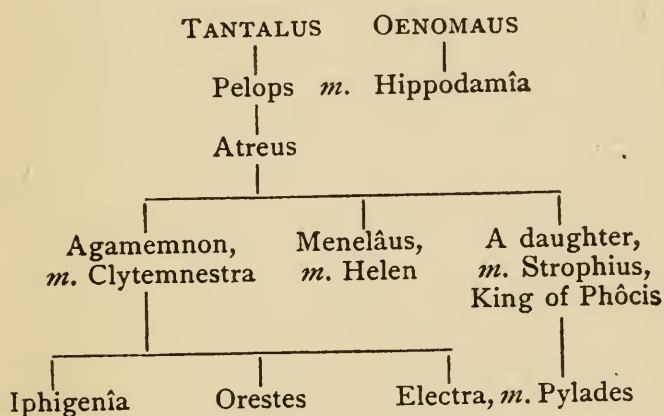 TANTALUS OENOMAUS
Pelops m. Hippodamîa
Atreus
Agamemnon, Menelâus, A daughter,
m. Clytemnestra m. Helen m. Strophius,
King of Phôcis
Iphigenîa Orestes Electra, m. Pylades